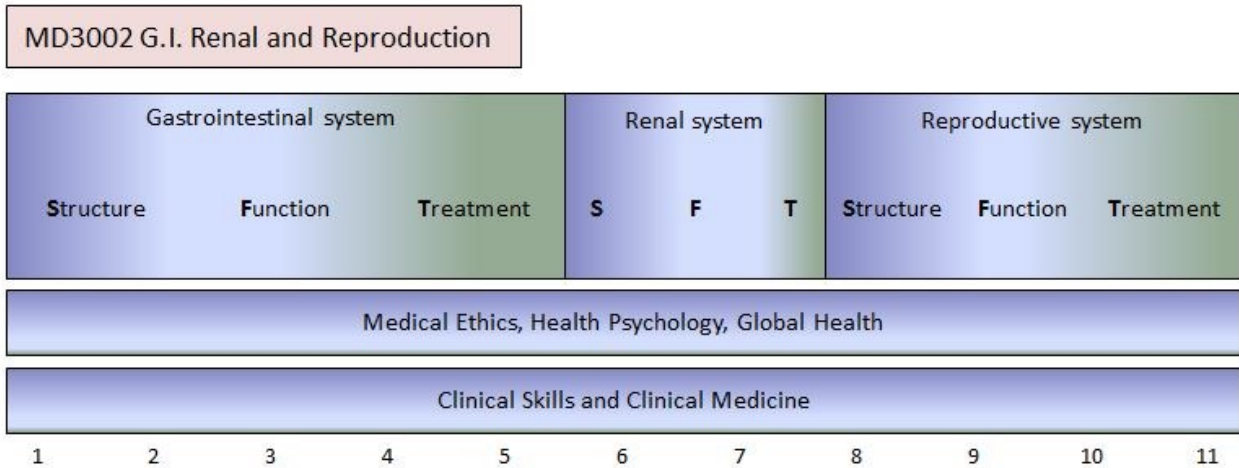 MD3002 G.I. Renal and Reproduction
Gastrointestinal system Renal system Reproductive system
Structure Function Treatment S F T Structure Function Treatment
Medical Ethics, Health Psychology, Global Health
Clinical Skills and Clinical Medicine
1 2 3 4 5 6 7 8 9 10 11